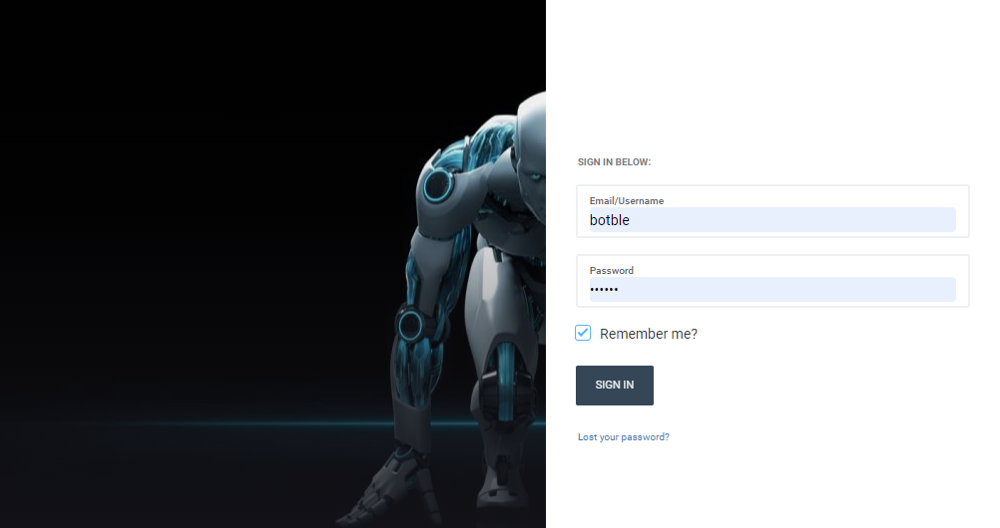 SIGN IN BELOW:
Email/Username
botble
Password
••••••
Remember me?
SIGN IN
Lost your password?